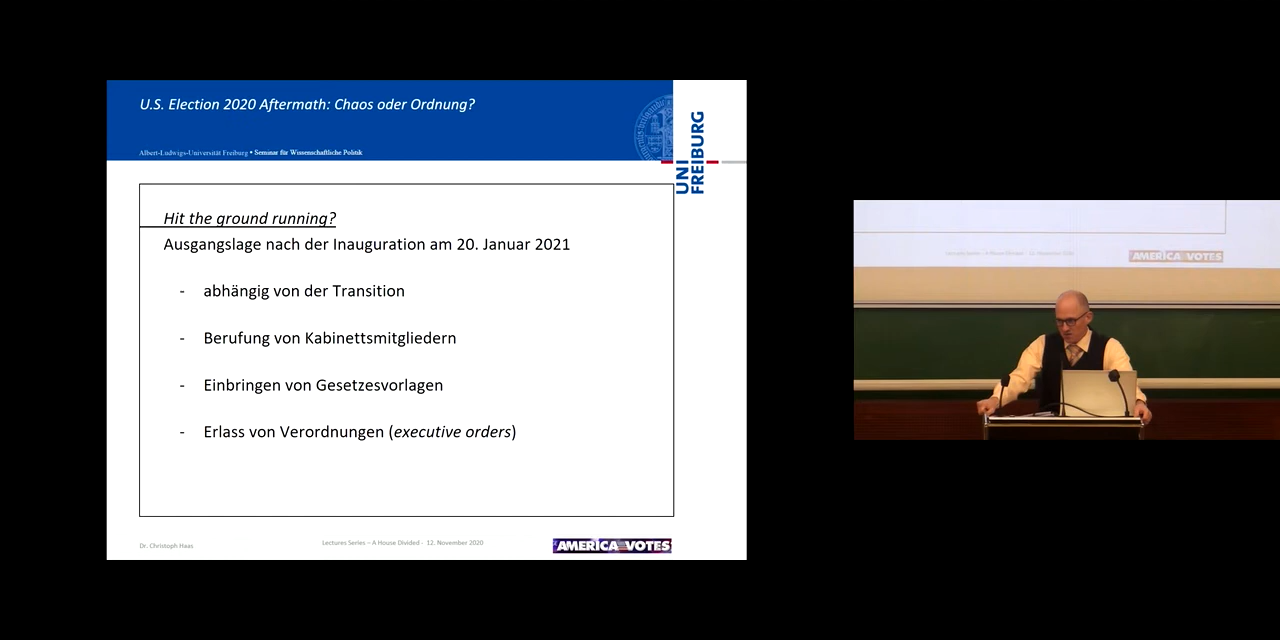 U.S. Election 2020 Aftermath: Chaos oder Ordnung?
Albert-Ludwigs-Universität Freiburg • Seminar für Wissenschaftliche Politik
UNI
FREIBURG
Hit the ground running?
Ausgangslage nach der Inauguration am 20. Januar 2021
- abhängig von der Transition
- Berufung von Kabinettsmitgliedern
- Einbringen von Gesetzesvorlagen
- Erlass von Verordnungen (executive orders)
Dr. Christoph Haas
Lectures Series – A House Divided - 12. November 2020
AMERICA VOTES
AMERICA VOTES